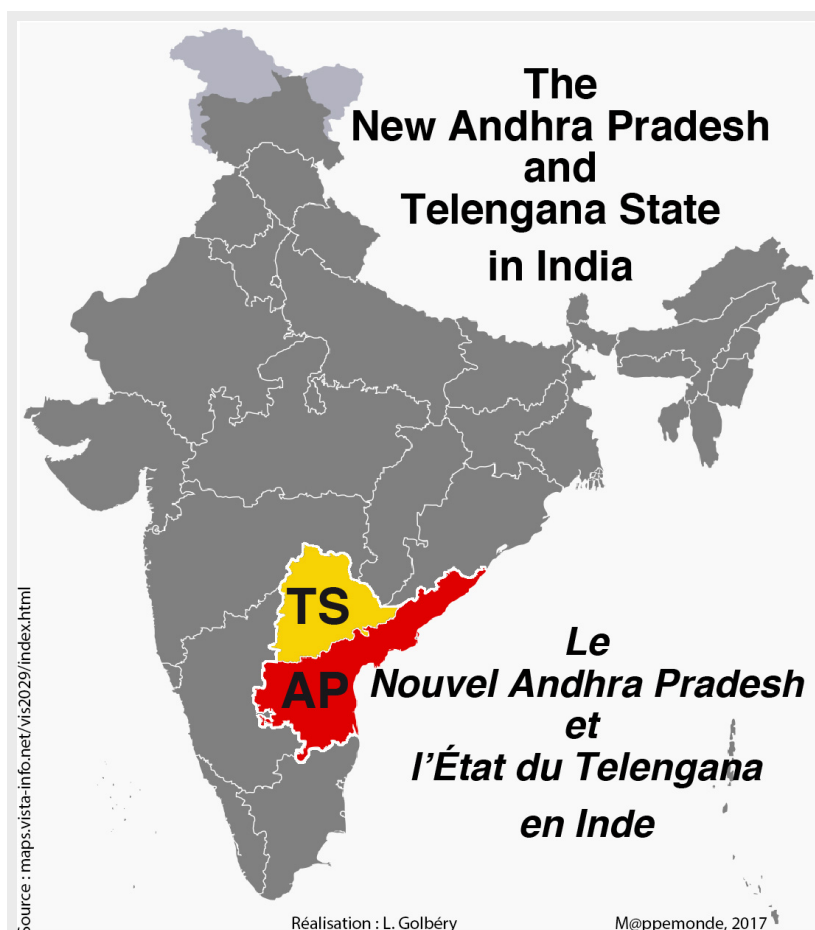 The
New Andhra Pradesh
and
Telengana State
in India
TS
AP
Le
Nouvel Andhra Pradesh
et
l'État du Telengana
en Inde
Source : maps.vista-info.net/vis2029/index.html
Réalisation : L. Golbéry
M@ppemonde, 2017